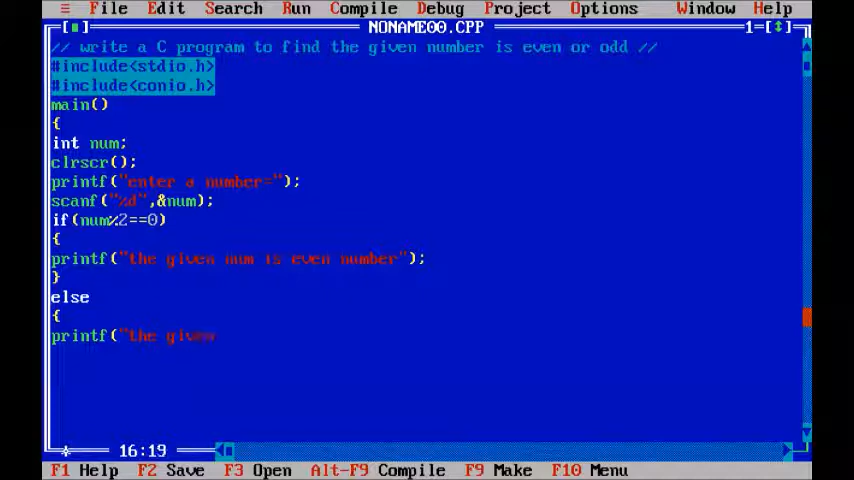 ≡ File Edit Search Run Compile Debug Project Options Window Help
[■] NONAME00.CPP 1=[↕]
// write a C program to find the given number is even or odd //
#include<stdio.h>
#include<conio.h>
main()
{
int num;
clrscr();
printf("enter a number=");
scanf("%d",&num);
if(num%2==0)
{
printf("the given num is even number");
}
else
{
printf("the given
16:19
F1 Help F2 Save F3 Open Alt-F9 Compile F9 Make F10 Menu